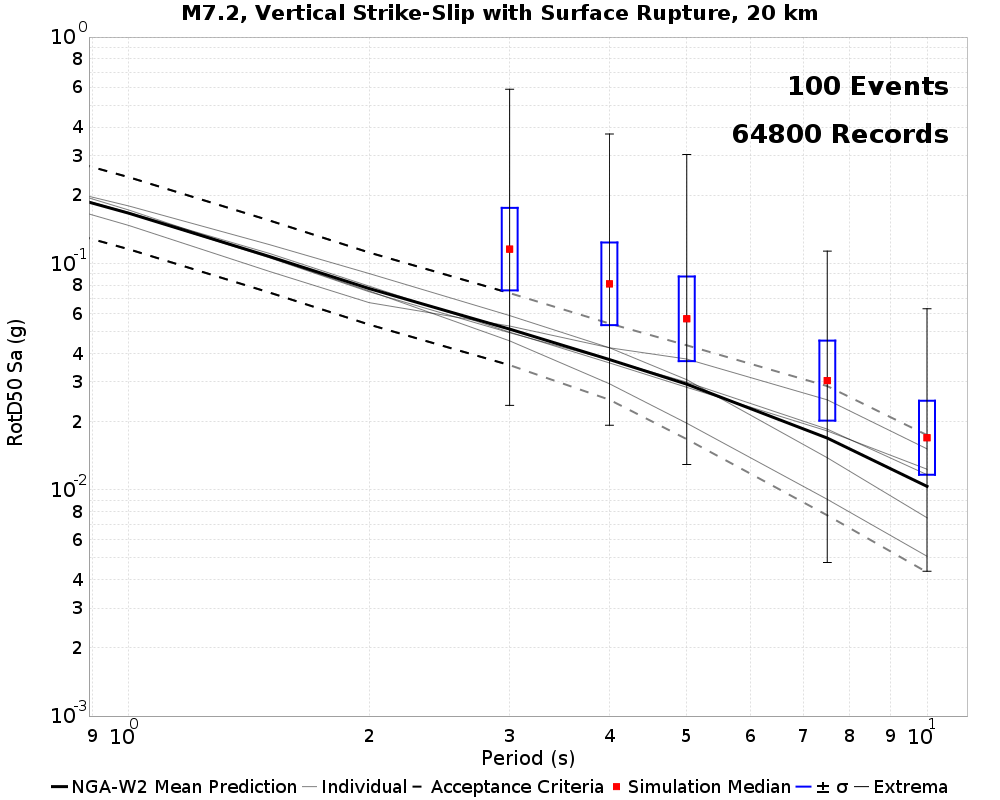 M7.2, Vertical Strike-Slip with Surface Rupture, 20 km
100 Events
64800 Records
RotD50 Sa (g)
10^0
8
6
4
3
2
10^-1
8
6
4
3
2
10^-2
8
6
4
3
2
10^-3
9 10^0 2 3 4 5 6 7 8 9 10^1
Period (s)
NGA-W2 Mean Prediction Individual Acceptance Criteria Simulation Median ± σ Extrema